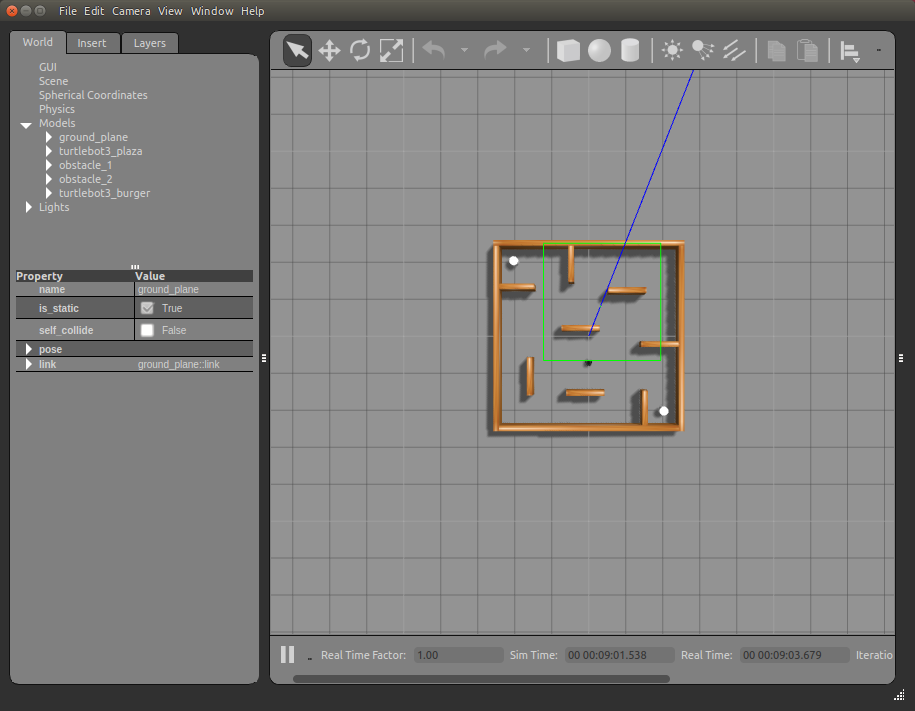 File Edit Camera View Window Help
World Insert Layers
GUI
Scene
Spherical Coordinates
Physics
Models
ground_plane
turtlebot3_plaza
obstacle_1
obstacle_2
turtlebot3_burger
Lights
Property Value
name ground_plane
is_static True
self_collide False
pose
link ground_plane::link
Real Time Factor: 1.00 Sim Time: 00 00:09:01.538 Real Time: 00 00:09:03.679 Iteratio